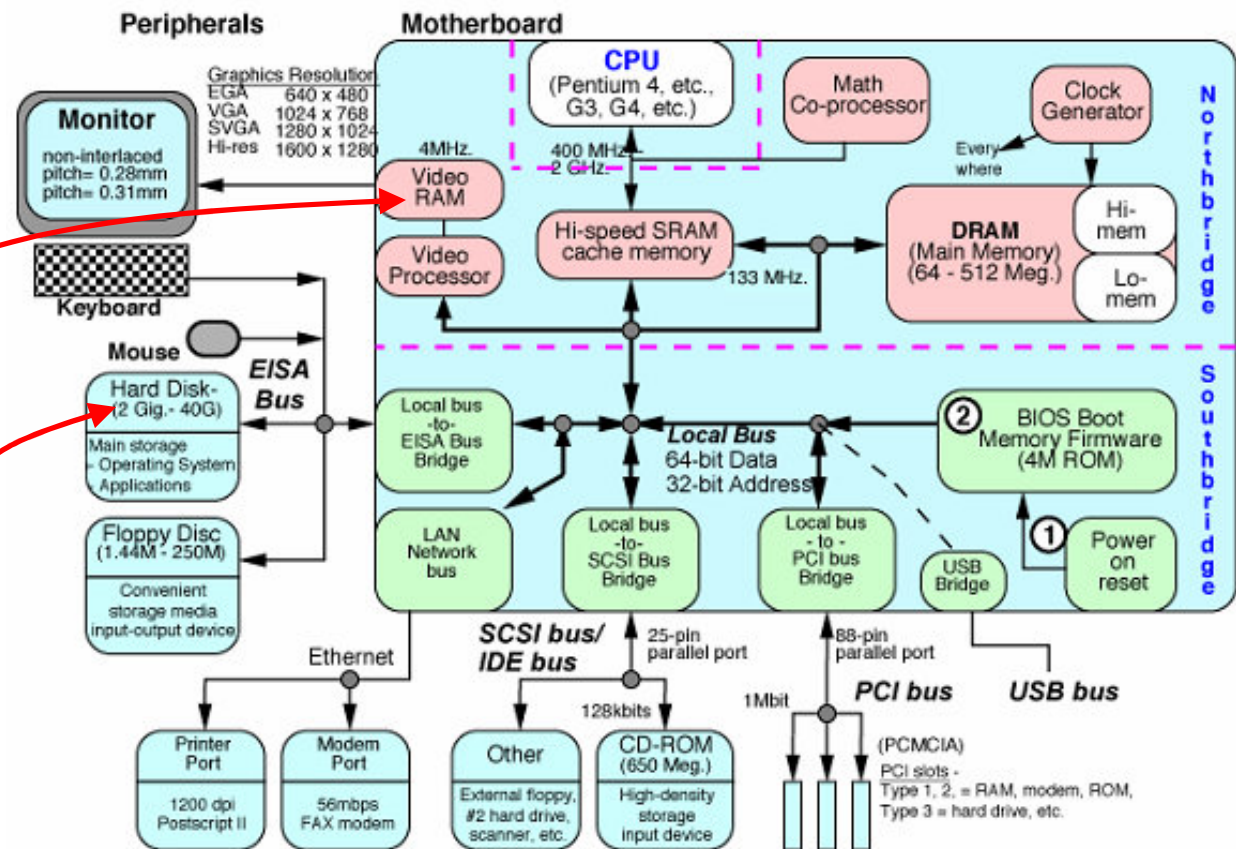 Peripherals
Motherboard
Graphics Resolution
EGA 640 x 480
VGA 1024 x 768
SVGA 1280 x 1024
Hi-res 1600 x 1280
Monitor
non-interlaced
pitch= 0.28mm
pitch= 0.31mm
Keyboard
Mouse
EISA
Bus
Hard Disk-
(2 Gig.- 40G)
Main storage
- Operating System
- Applications
Floppy Disc
(1.44M - 250M)
Convenient
storage media
input-output device
CPU
(Pentium 4, etc.,
G3, G4, etc.)
Math
Co-processor
Clock
Generator
Every
where
4MHz.
400 MHz -
2 GHz.
Video
RAM
Video
Processor
Hi-speed SRAM
cache memory
133 MHz.
DRAM
(Main Memory)
(64 - 512 Meg.)
Hi-
mem
Lo-
mem
Northbridge
Southbridge
Local bus
-to-
EISA Bus
Bridge
Local Bus
64-bit Data
32-bit Address
2
BIOS Boot
Memory Firmware
(4M ROM)
1
Power
on
reset
LAN
Network
bus
Local bus
-to-
SCSI Bus
Bridge
Local bus
- to -
PCI bus
Bridge
USB
Bridge
Ethernet
SCSI bus/
IDE bus
25-pin
parallel port
88-pin
parallel port
128kbits
1Mbit
PCI bus
USB bus
Printer
Port
1200 dpi
Postscript II
Modem
Port
56mbps
FAX modem
Other
External floppy,
#2 hard drive,
scanner, etc.
CD-ROM
(650 Meg.)
High-density
storage
input device
(PCMCIA)
PCI slots -
Type 1, 2, = RAM, modem, ROM,
Type 3 = hard drive, etc.